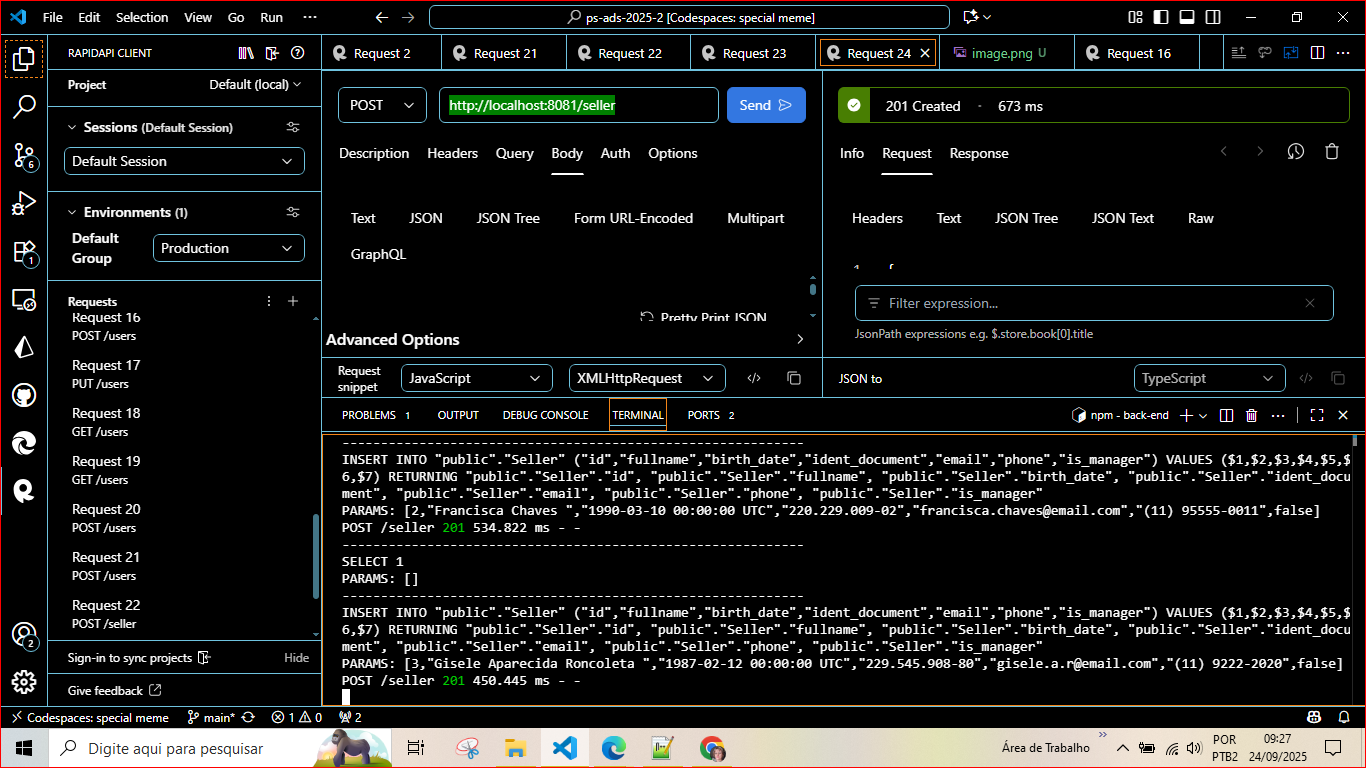 File Edit Selection View Go Run ···
ps-ads-2025-2 [Codespaces: special meme]
RAPIDAPI CLIENT
Project Default (local)
Sessions (Default Session)
Default Session
Environments (1)
Default Group
Production
Requests
Request 16
POST /users
Request 17
PUT /users
Request 18
GET /users
Request 19
GET /users
Request 20
POST /users
Request 21
POST /users
Request 22
POST /seller
Sign-in to sync projects Hide
Give feedback
6
1
2
Request 2 Request 21 Request 22 Request 23 Request 24 image.png U Request 16
POST http://localhost:8081/seller Send
Description Headers Query Body Auth Options
Text JSON JSON Tree Form URL-Encoded Multipart
GraphQL
Pretty Print JSON
Advanced Options
Request snippet
JavaScript XMLHttpRequest
201 Created - 673 ms
Info Request Response
Headers Text JSON Tree JSON Text Raw
1 {
Filter expression...
JsonPath expressions e.g. $.store.book[0].title
JSON to TypeScript
PROBLEMS 1 OUTPUT DEBUG CONSOLE TERMINAL PORTS 2
npm - back-end
------------------------------------------------------------
INSERT INTO "public"."Seller" ("id","fullname","birth_date","ident_document","email","phone","is_manager") VALUES ($1,$2,$3,$4,$5,$
6,$7) RETURNING "public"."Seller"."id", "public"."Seller"."fullname", "public"."Seller"."birth_date", "public"."Seller"."ident_docu
ment", "public"."Seller"."email", "public"."Seller"."phone", "public"."Seller"."is_manager"
PARAMS: [2,"Francisca Chaves ","1990-03-10 00:00:00 UTC","220.229.009-02","francisca.chaves@email.com","(11) 95555-0011",false]
POST /seller 201 534.822 ms - -
------------------------------------------------------------
SELECT 1
PARAMS: []
------------------------------------------------------------
INSERT INTO "public"."Seller" ("id","fullname","birth_date","ident_document","email","phone","is_manager") VALUES ($1,$2,$3,$4,$5,$
6,$7) RETURNING "public"."Seller"."id", "public"."Seller"."fullname", "public"."Seller"."birth_date", "public"."Seller"."ident_docu
ment", "public"."Seller"."email", "public"."Seller"."phone", "public"."Seller"."is_manager"
PARAMS: [3,"Gisele Aparecida Roncoleta ","1987-02-12 00:00:00 UTC","229.545.908-80","gisele.a.r@email.com","(11) 9222-2020",false]
POST /seller 201 450.445 ms - -
Codespaces: special meme main* 1 0 2
Digite aqui para pesquisar
Área de Trabalho
POR
PTB2
09:27
24/09/2025